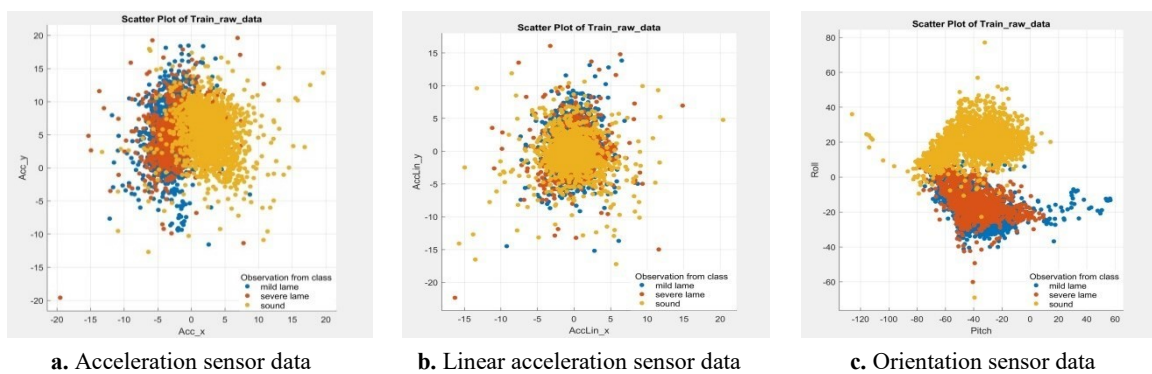 Scatter Plot of Train_raw_data
20
15
10
5
0
-5
-10
-15
-20
Acc_y
-20 -15 -10 -5 0 5 10 15 20
Acc_x
Observation from class
mild lame
severe lame
sound
a. Acceleration sensor data
Scatter Plot of Train_raw_data
15
10
5
0
-5
-10
-15
-20
AccLin_y
-15 -10 -5 0 5 10 15 20
AccLin_x
Observation from class
mild lame
severe lame
sound
b. Linear acceleration sensor data
Scatter Plot of Train_raw_data
80
60
40
20
0
-20
-40
-60
Roll
-120 -100 -80 -60 -40 -20 0 20 40 60
Pitch
Observation from class
mild lame
severe lame
sound
c. Orientation sensor data